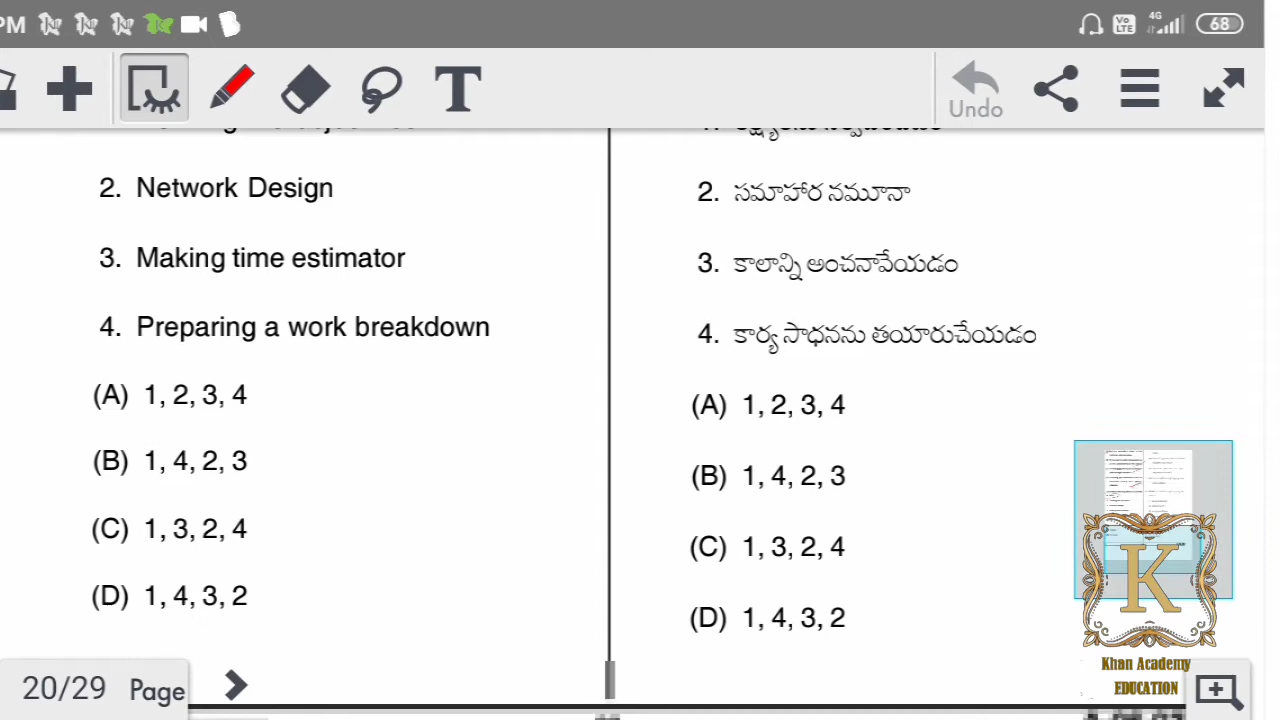 PM
68
T
Undo
2. Network Design
3. Making time estimator
4. Preparing a work breakdown
(A) 1, 2, 3, 4
(B) 1, 4, 2, 3
(C) 1, 3, 2, 4
(D) 1, 4, 3, 2
2. సమాహార నమూనా
3. కాలాన్ని అంచనావేయడం
4. కార్య సాధనను తయారుచేయడం
(A) 1, 2, 3, 4
(B) 1, 4, 2, 3
(C) 1, 3, 2, 4
(D) 1, 4, 3, 2
K
Khan Academy
EDUCATION
20/29 Page